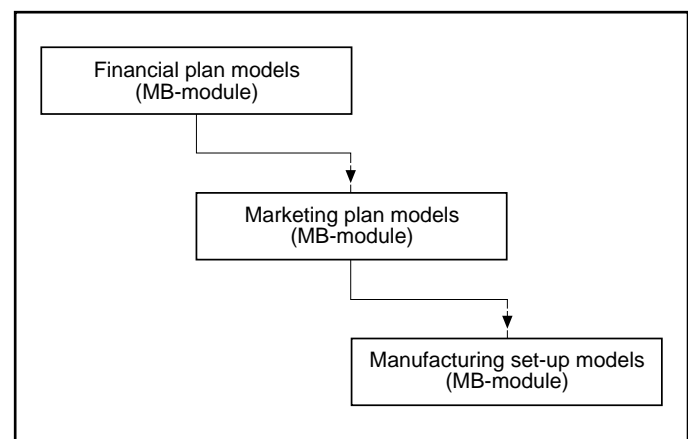 Financial plan models
(MB-module)
Marketing plan models
(MB-module)
Manufacturing set-up models
(MB-module)